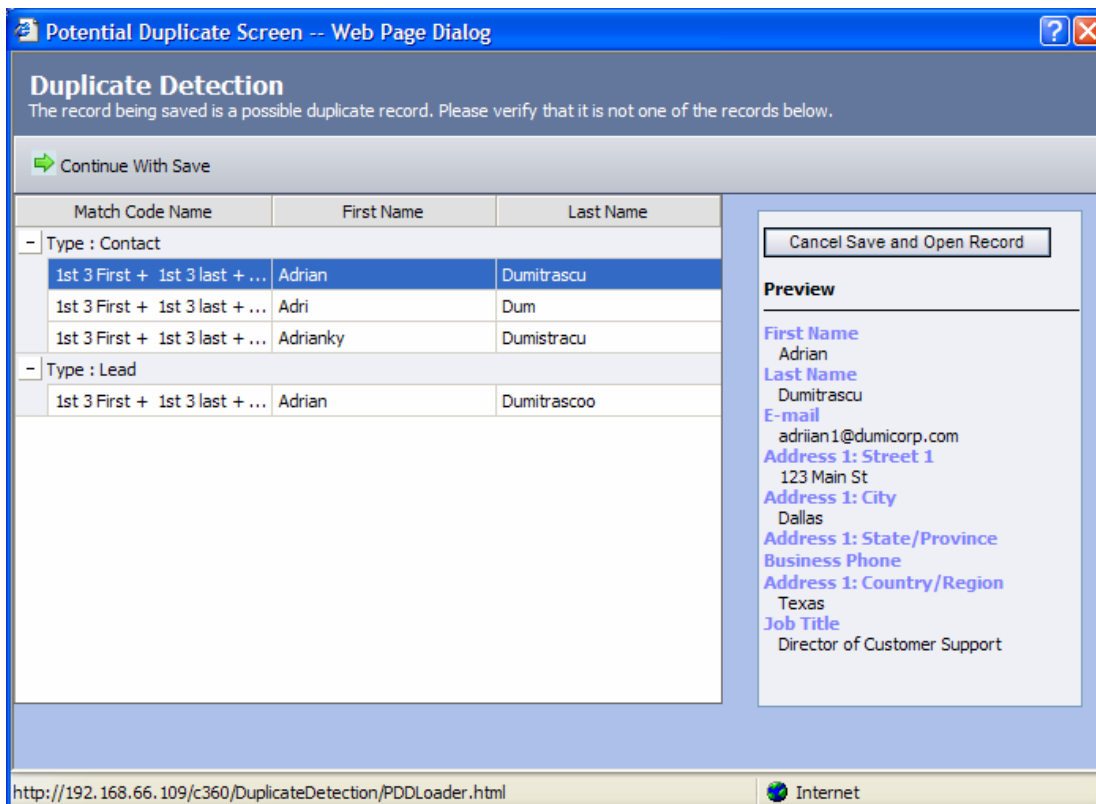 Potential Duplicate Screen -- Web Page Dialog
Duplicate Detection
The record being saved is a possible duplicate record. Please verify that it is not one of the records below.
Continue With Save
Match Code Name First Name Last Name
- Type : Contact
1st 3 First + 1st 3 last + ... Adrian Dumitrascu
1st 3 First + 1st 3 last + ... Adri Dum
1st 3 First + 1st 3 last + ... Adrianky Dumistracu
- Type : Lead
1st 3 First + 1st 3 last + ... Adrian Dumitrascoo
Cancel Save and Open Record
Preview
First Name
Adrian
Last Name
Dumitrascu
E-mail
adriian1@dumicorp.com
Address 1: Street 1
123 Main St
Address 1: City
Dallas
Address 1: State/Province
Business Phone
Address 1: Country/Region
Texas
Job Title
Director of Customer Support
http://192.168.66.109/c360/DuplicateDetection/PDDLoader.html Internet